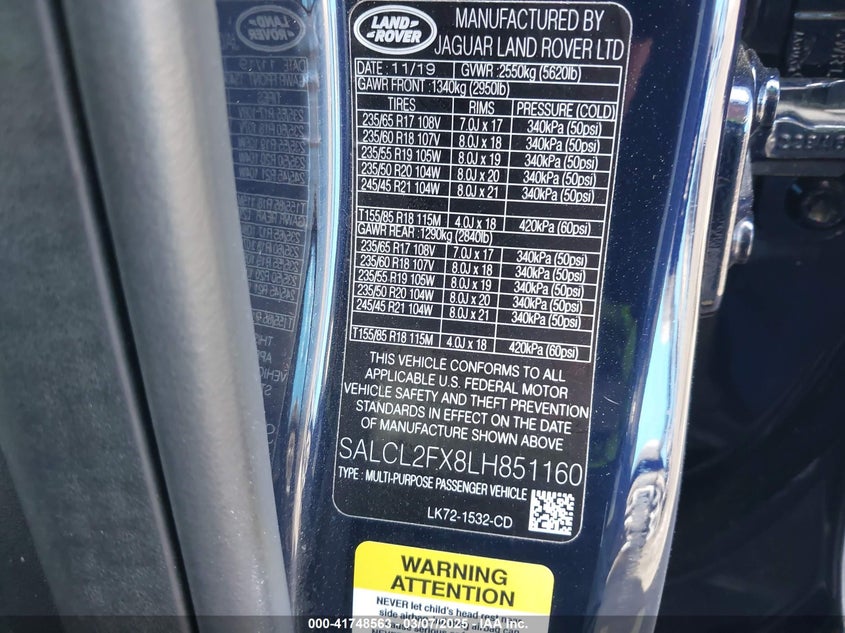 LAND
ROVER
MANUFACTURED BY
JAGUAR LAND ROVER LTD
DATE : 11/19 GVWR : 2550kg (5620lb)
GAWR FRONT : 1340kg (2950lb)
TIRES RIMS PRESSURE (COLD)
235/65 R17 108V 7.0J x 17 340kPa (50psi)
235/60 R18 107V 8.0J x 18 340kPa (50psi)
235/55 R19 105W 8.0J x 19 340kPa (50psi)
235/50 R20 104W 8.0J x 20 340kPa (50psi)
245/45 R21 104W 8.0J x 21 340kPa (50psi)
T155/85 R18 115M 4.0J x 18 420kPa (60psi)
GAWR REAR : 1290kg (2840lb)
235/65 R17 108V 7.0J x 17 340kPa (50psi)
235/60 R18 107V 8.0J x 18 340kPa (50psi)
235/55 R19 105W 8.0J x 19 340kPa (50psi)
235/50 R20 104W 8.0J x 20 340kPa (50psi)
245/45 R21 104W 8.0J x 21 340kPa (50psi)
T155/85 R18 115M 4.0J x 18 420kPa (60psi)
THIS VEHICLE CONFORMS TO ALL
APPLICABLE U.S. FEDERAL MOTOR
VEHICLE SAFETY AND THEFT PREVENTION
STANDARDS IN EFFECT ON THE DATE
OF MANUFACTURE SHOWN ABOVE
SALCL2FX8LH851160
TYPE : MULTI-PURPOSE PASSENGER VEHICLE
LK72-1532-CD
WARNING
ATTENTION
NEVER let child's head rest
side
000-41748563 03/07/2025 IAA Inc.